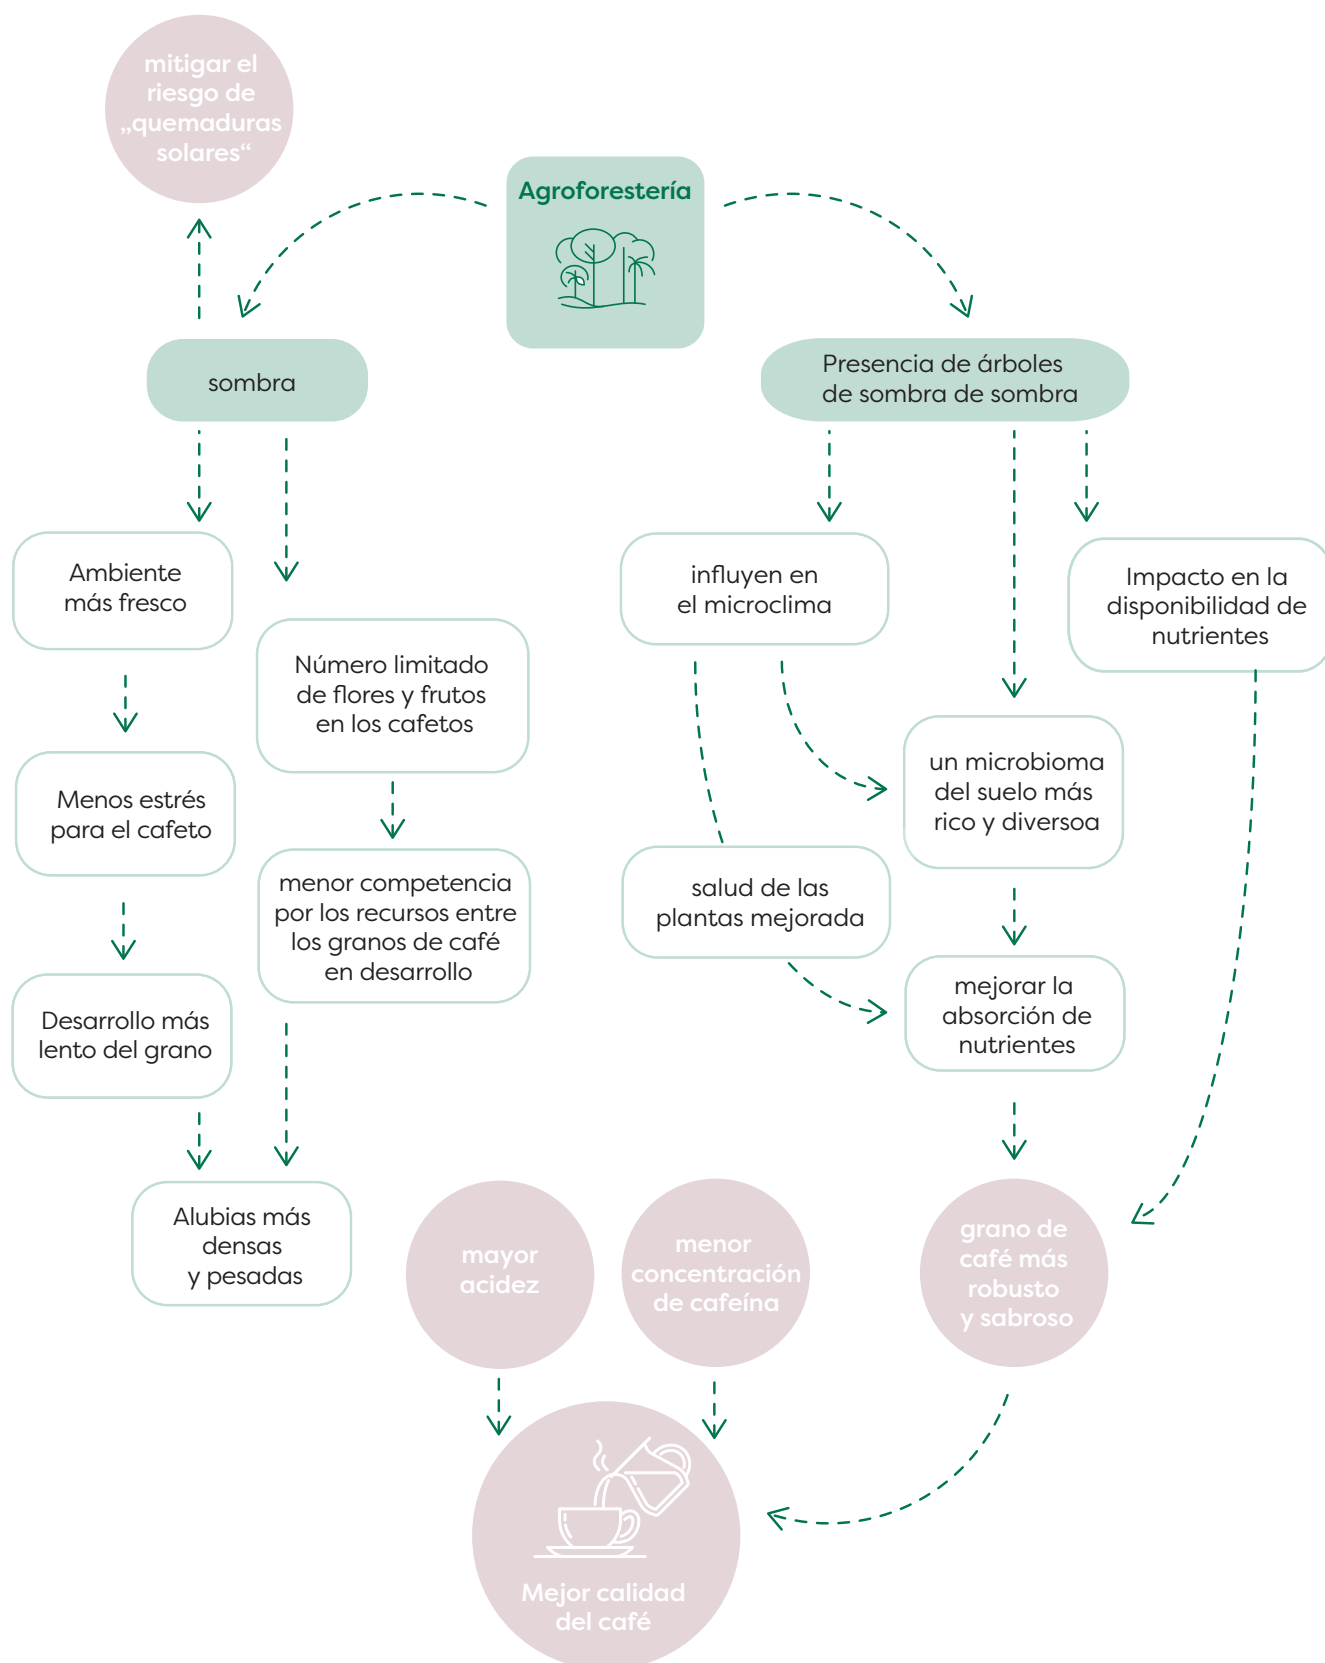 mitigar el
riesgo de
„quemaduras
solares“
Agroforestería
sombra
Presencia de árboles
de sombra de sombra
Ambiente
más fresco
Número limitado
de flores y frutos
en los cafetos
influyen en
el microclima
Impacto en la
disponibilidad de
nutrientes
Menos estrés
para el cafeto
menor competencia
por los recursos entre
los granos de café
en desarrollo
un microbioma
del suelo más
rico y diversoa
salud de las
plantas mejorada
Desarrollo más
lento del grano
mejorar la
absorción de
nutrientes
Alubias más
densas
y pesadas
mayor
acidez
menor
concentración
de cafeína
grano de
café más
robusto
y sabroso
Mejor calidad
del café